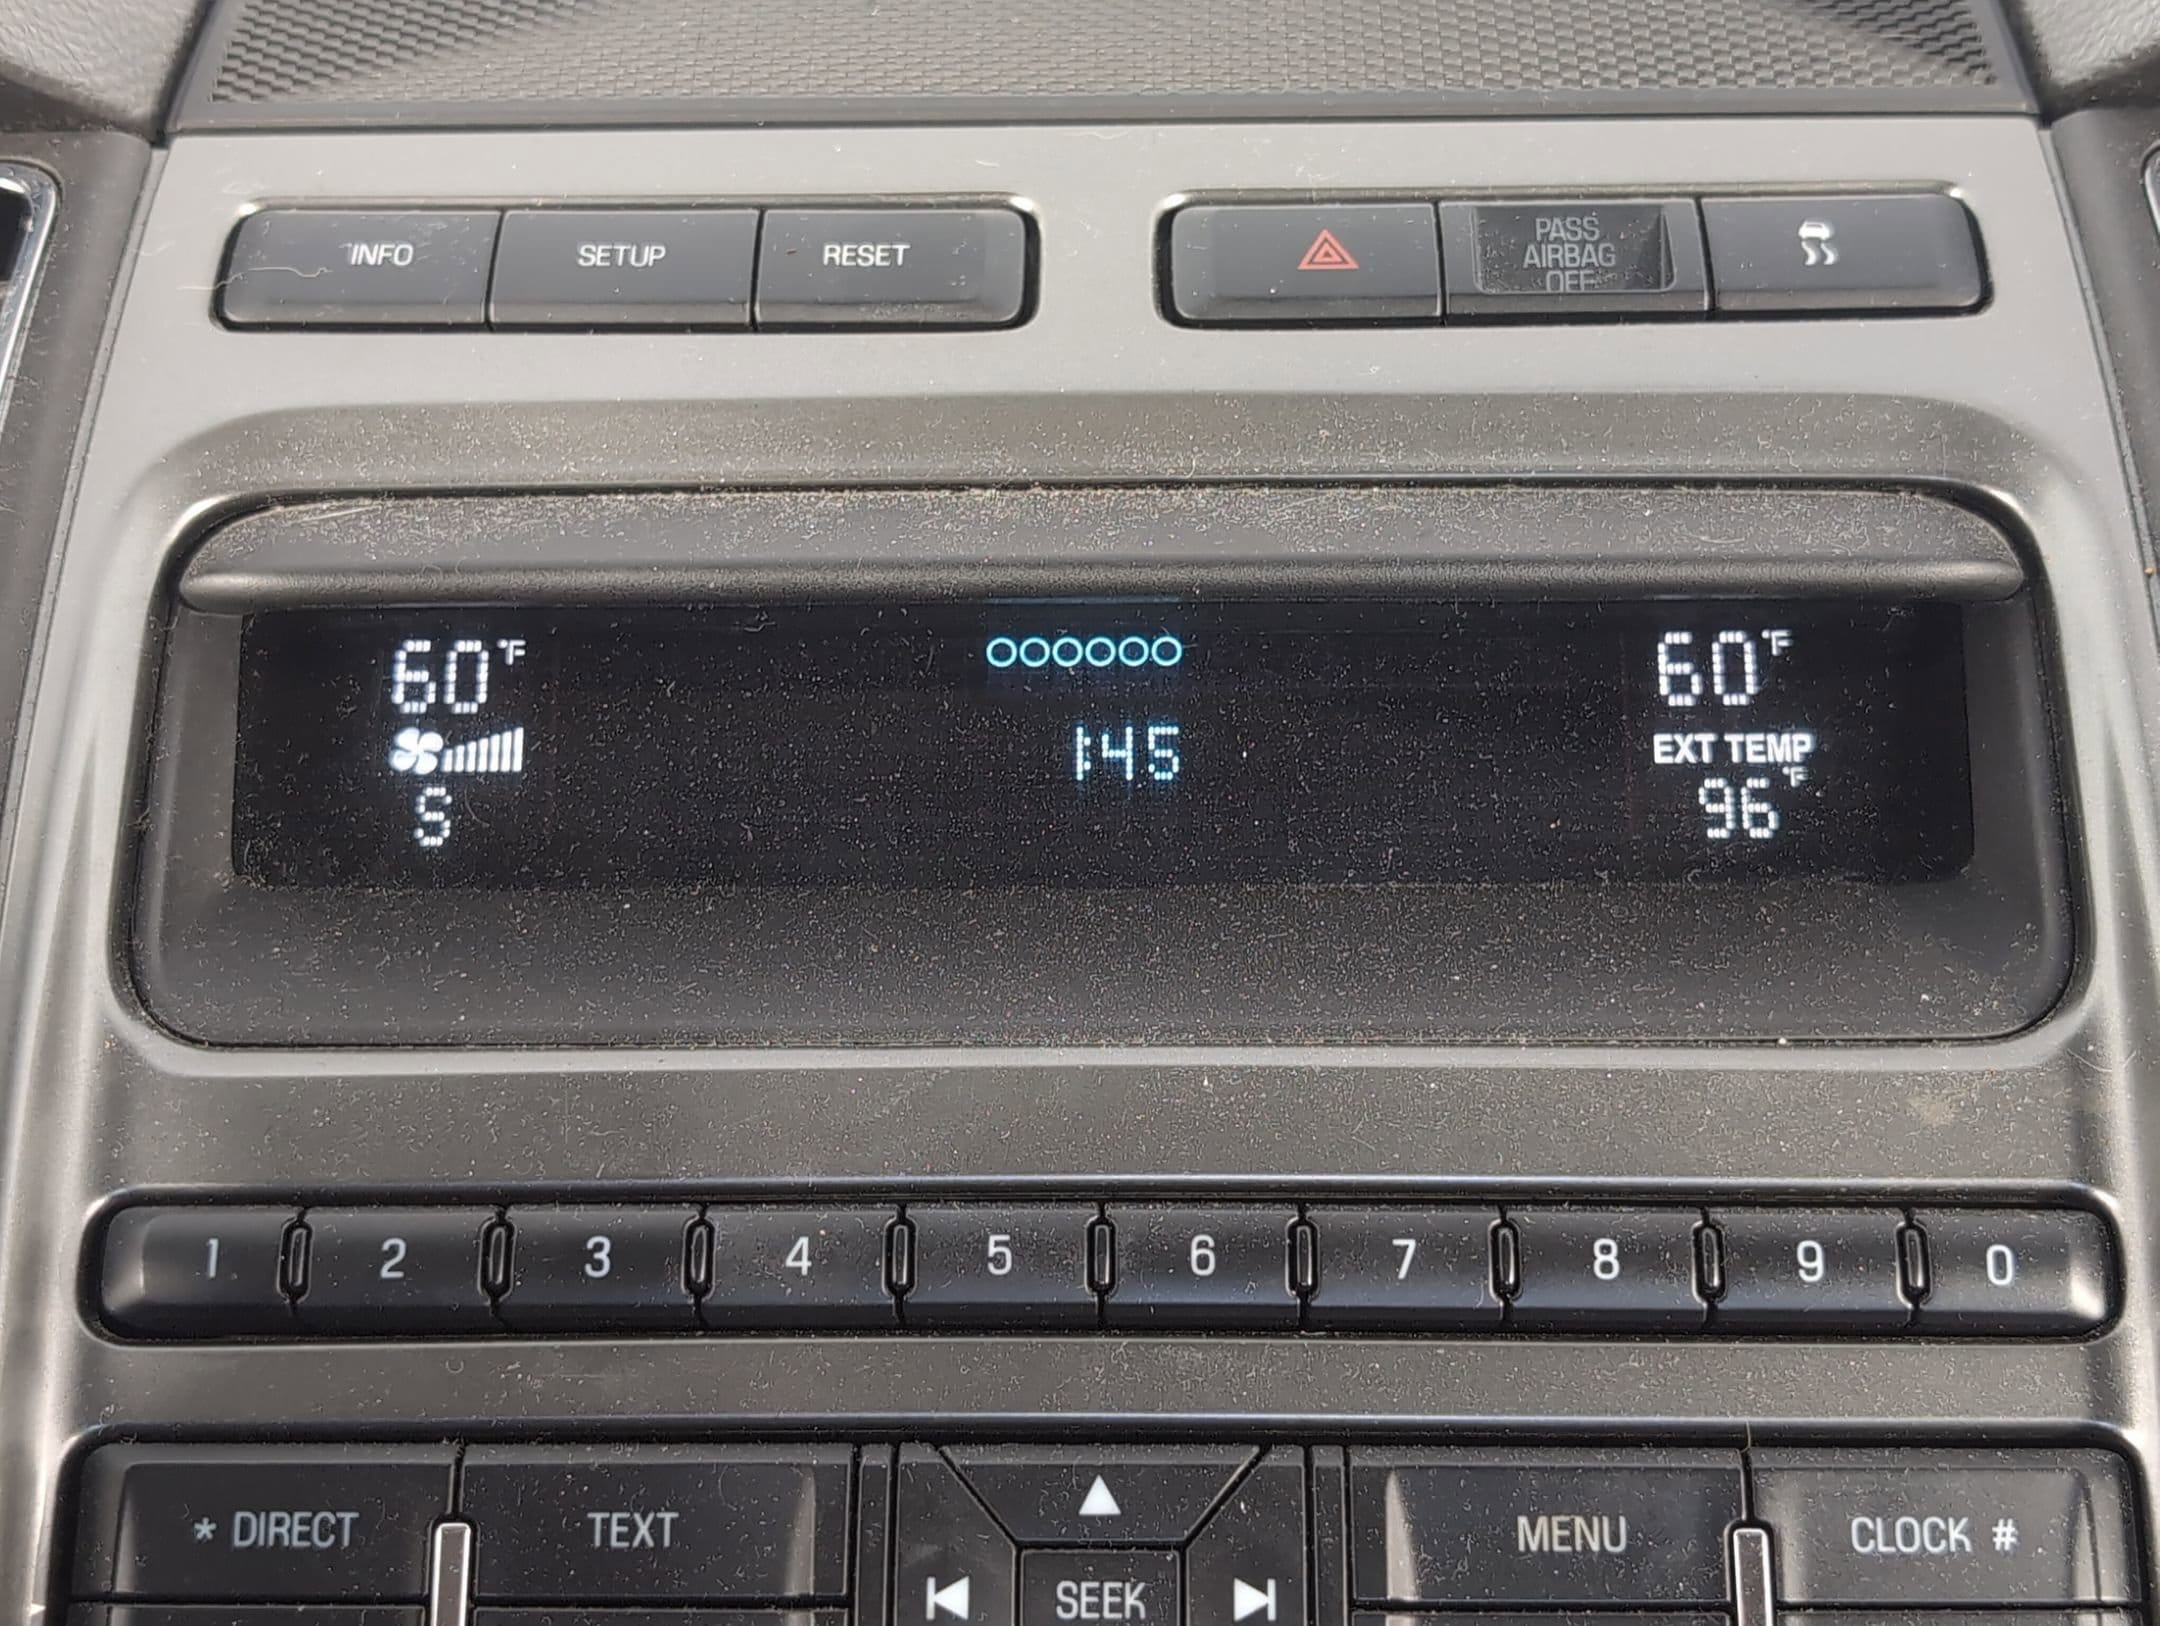 INFO SETUP RESET
PASS
AIRBAG
OFF
60°F 60°F
1:45 EXT TEMP
S 96°F
1 2 3 4 5 6 7 8 9 0
* DIRECT TEXT MENU CLOCK #
SEEK